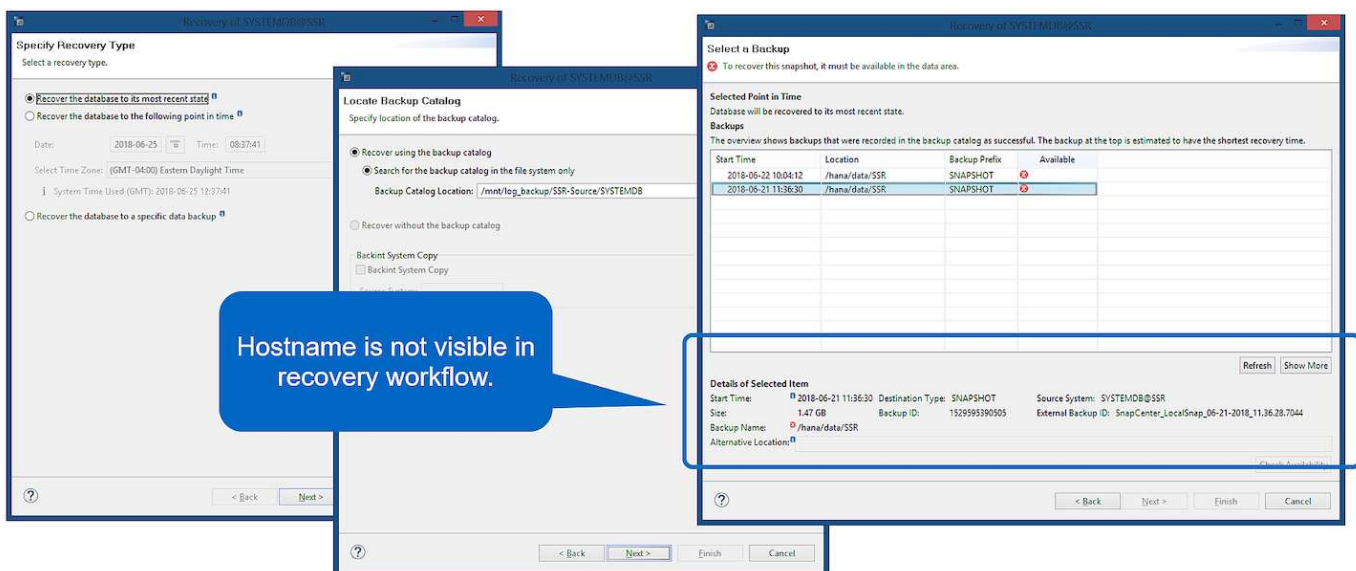 Recovery of SYSTEMDB@SSR
Specify Recovery Type
Select a recovery type.
Recover the database to its most recent state
Recover the database to the following point in time
Date: 2018-06-25 Time: 08:37:41
Select Time Zone: (GMT-04:00) Eastern Daylight Time
System Time Used (GMT): 2018-06-25 12:37:41
Recover the database to a specific data backup
< Back Next >
Recovery of SYSTEMDB@SSR
Locate Backup Catalog
Specify location of the backup catalog.
Recover using the backup catalog
Search for the backup catalog in the file system only
Backup Catalog Location: /mnt/log_backup/SSR-Source/SYSTEMDB
Recover without the backup catalog
Backint System Copy
Backint System Copy
Source System:
< Back Next > Finish Cancel
Hostname is not visible in
recovery workflow.
Recovery of SYSTEMDB@SSR
Select a Backup
To recover this snapshot, it must be available in the data area.
Selected Point in Time
Database will be recovered to its most recent state.
Backups
The overview shows backups that were recorded in the backup catalog as successful. The backup at the top is estimated to have the shortest recovery time.
Start Time Location Backup Prefix Available
2018-06-22 10:04:12 /hana/data/SSR SNAPSHOT
2018-06-21 11:36:30 /hana/data/SSR SNAPSHOT
Refresh Show More
Details of Selected Item
Start Time: 2018-06-21 11:36:30 Destination Type: SNAPSHOT Source System: SYSTEMDB@SSR
Size: 1.47 GB Backup ID: 1529595390505 External Backup ID: SnapCenter_LocalSnap_06-21-2018_11.36.28.7044
Backup Name: /hana/data/SSR
Alternative Location:
Check Availability
< Back Next > Finish Cancel